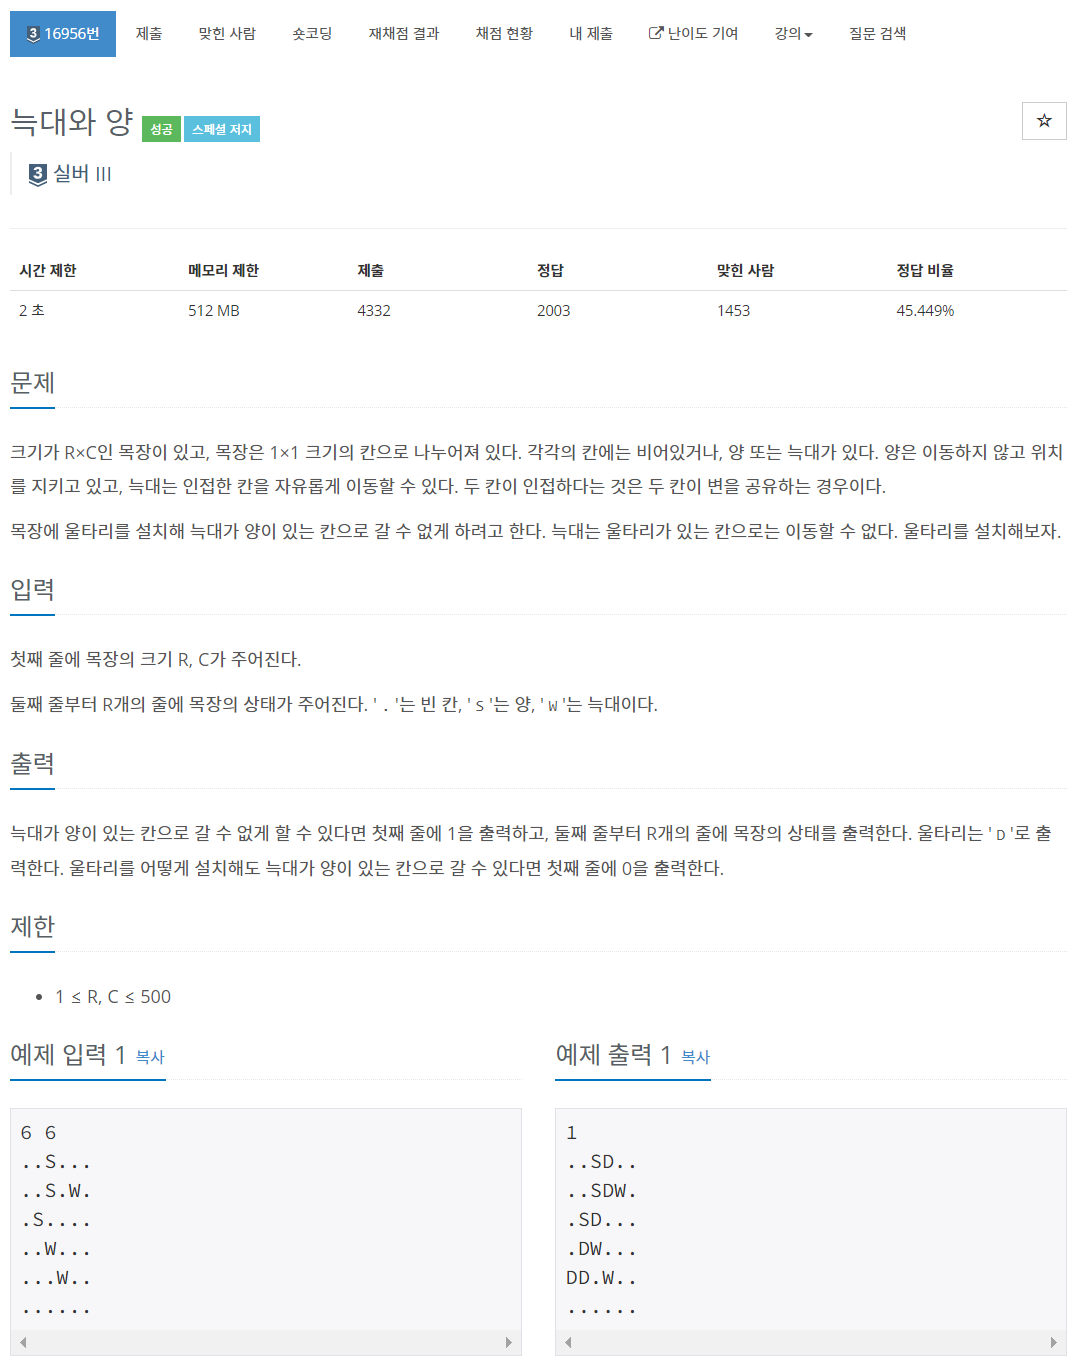 3 16956번 제출 맞힌 사람 숏코딩 재채점 결과 채점 현황 내 제출 난이도 기여 강의 질문 검색
늑대와 양 성공 스페셜 저지
3 실버 III
시간 제한 메모리 제한 제출 정답 맞힌 사람 정답 비율
2 초 512 MB 4332 2003 1453 45.449%
문제
크기가 R×C인 목장이 있고, 목장은 1×1 크기의 칸으로 나누어져 있다. 각각의 칸에는 비어있거나, 양 또는 늑대가 있다. 양은 이동하지 않고 위치
를 지키고 있고, 늑대는 인접한 칸을 자유롭게 이동할 수 있다. 두 칸이 인접하다는 것은 두 칸이 변을 공유하는 경우이다.
목장에 울타리를 설치해 늑대가 양이 있는 칸으로 갈 수 없게 하려고 한다. 늑대는 울타리가 있는 칸으로는 이동할 수 없다. 울타리를 설치해보자.
입력
첫째 줄에 목장의 크기 R, C가 주어진다.
둘째 줄부터 R개의 줄에 목장의 상태가 주어진다. '.'는 빈 칸, 'S'는 양, 'W'는 늑대이다.
출력
늑대가 양이 있는 칸으로 갈 수 없게 할 수 있다면 첫째 줄에 1을 출력하고, 둘째 줄부터 R개의 줄에 목장의 상태를 출력한다. 울타리는 'D'로 출
력한다. 울타리를 어떻게 설치해도 늑대가 양이 있는 칸으로 갈 수 있다면 첫째 줄에 0을 출력한다.
제한
• 1 ≤ R, C ≤ 500
예제 입력 1 복사
6 6
..S...
..S.W.
.S....
..W...
...W..
......
예제 출력 1 복사
1
..SD..
..SDW.
.SD...
.DW...
DD.W..
......